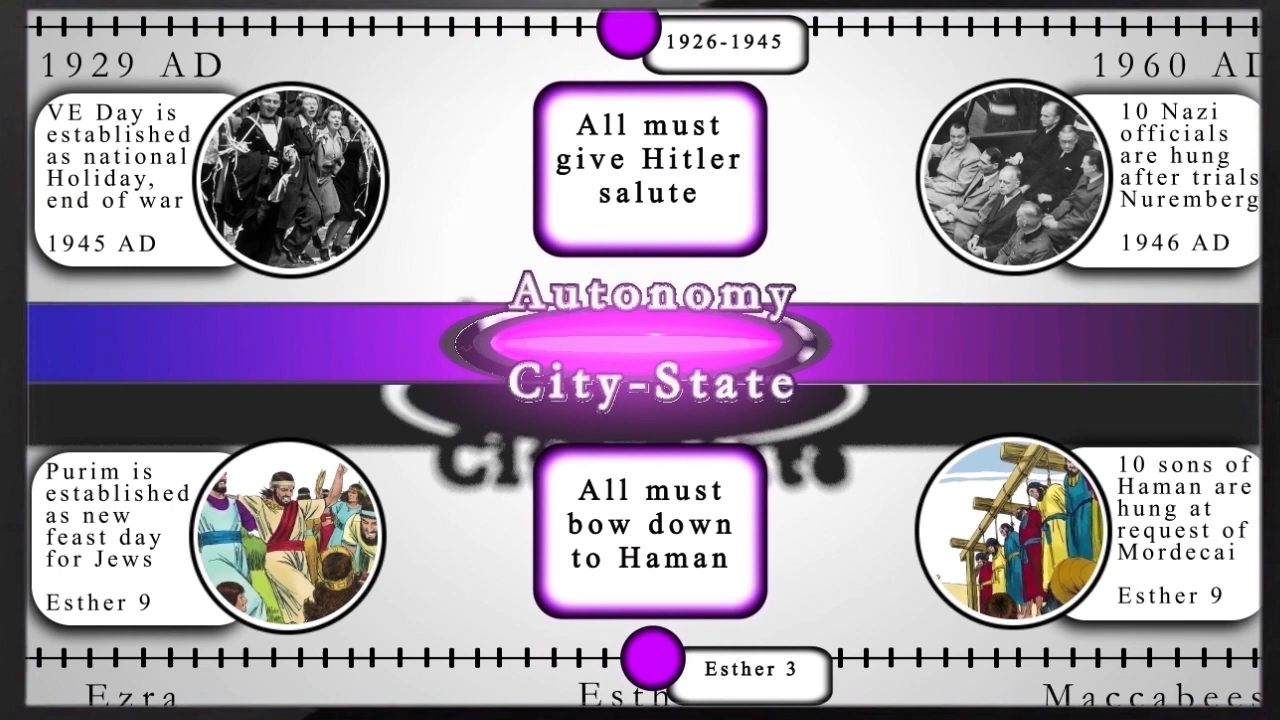 1926-1945
1929 AD
1960 AD
VE Day is
established
as national
Holiday,
end of war
1945 AD
All must
give Hitler
salute
10 Nazi
officials
are hung
after trials
Nuremberg
1946 AD
Autonomy
City-State
Purim is
established
as new
feast day
for Jews
Esther 9
All must
bow down
to Haman
10 sons of
Haman are
hung at
request of
Mordecai
Esther 9
Esther 3
Ezra
Esth
Maccabees